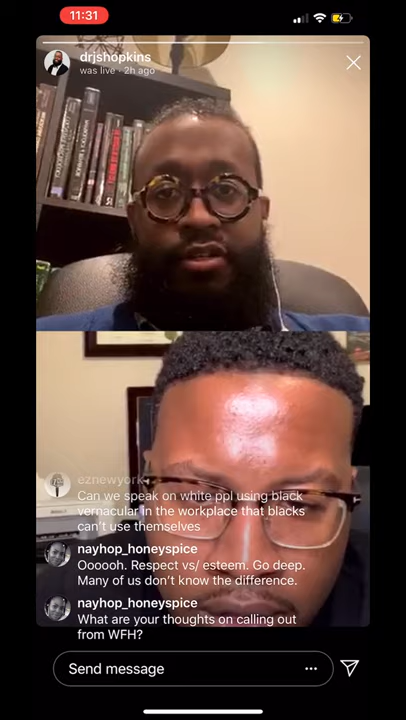 11:31
drjshopkins
was live · 2h ago
eznewyork
Can we speak on white ppl using black
vernacular in the workplace that blacks
can't use themselves
nayhop_honeyspice
Oooooh. Respect vs/ esteem. Go deep.
Many of us don't know the difference.
nayhop_honeyspice
What are your thoughts on calling out
from WFH?
Send message